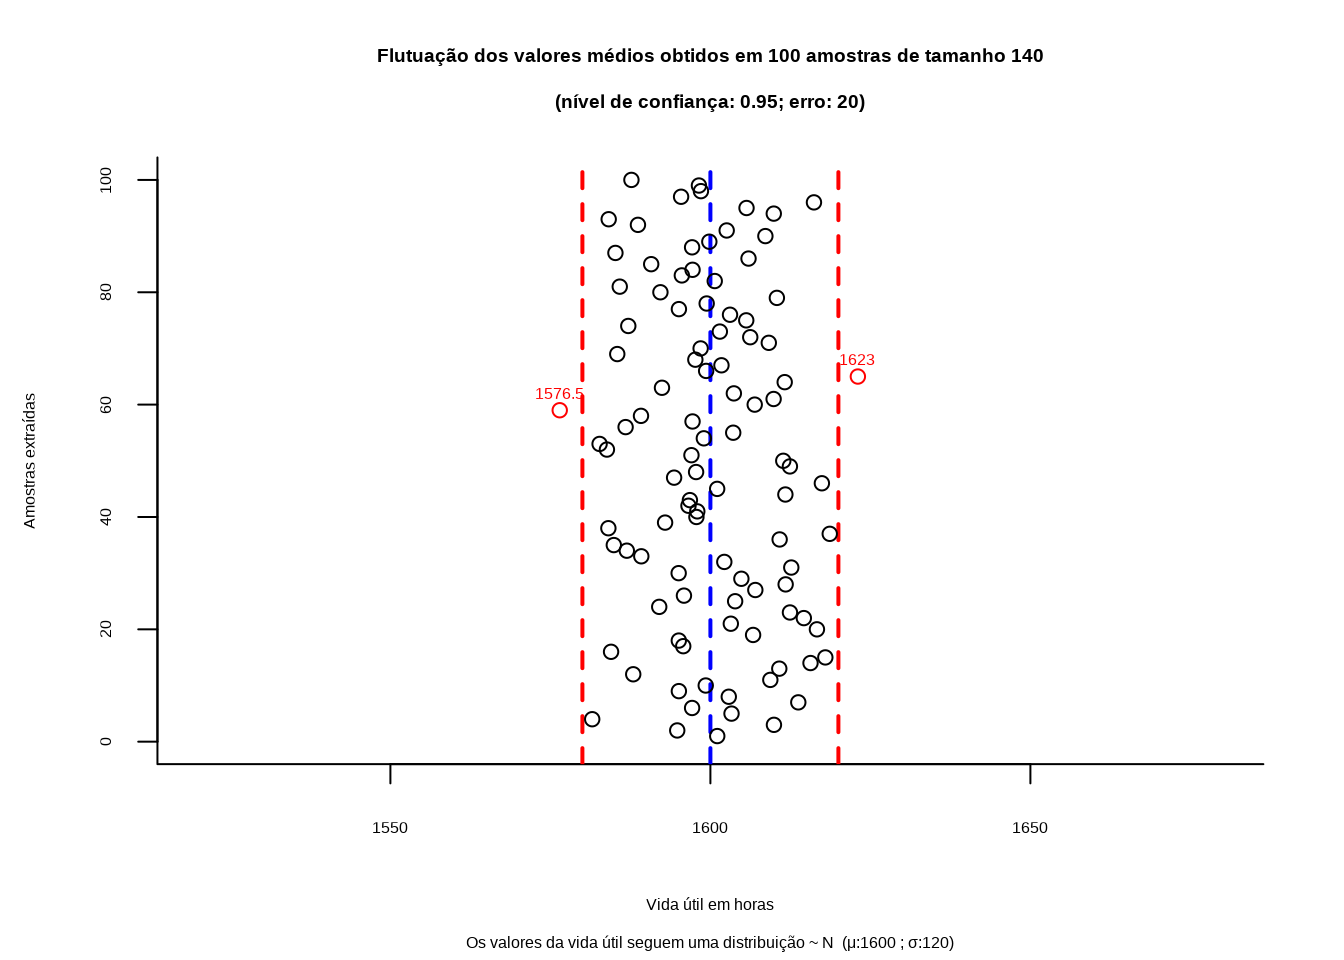 Flutuação dos valores médios obtidos em 100 amostras de tamanho 140
(nível de confiança: 0.95; erro: 20)
100
80
60
40
20
0
Amostras extraídas
1623
1576.5
1550
1600
1650
Vida útil em horas
Os valores da vida útil seguem uma distribuição ~ N (μ:1600 ; σ:120)